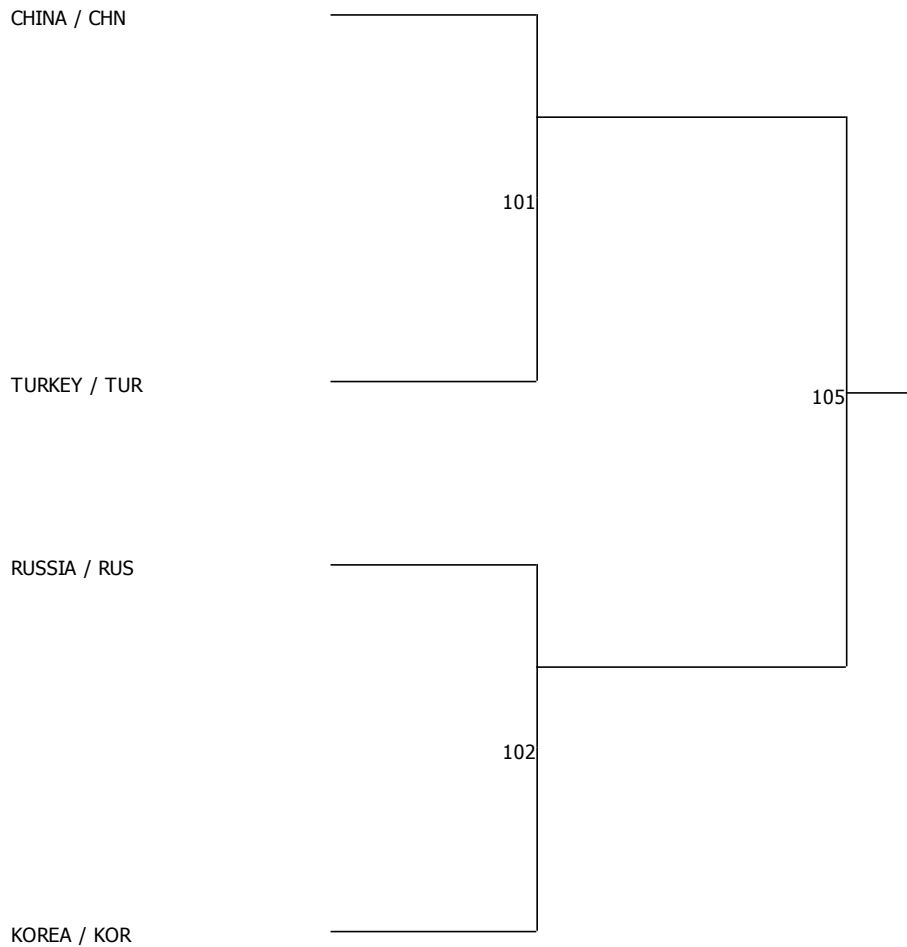 CHINA / CHN
101
TURKEY / TUR
105
RUSSIA / RUS
102
KOREA / KOR